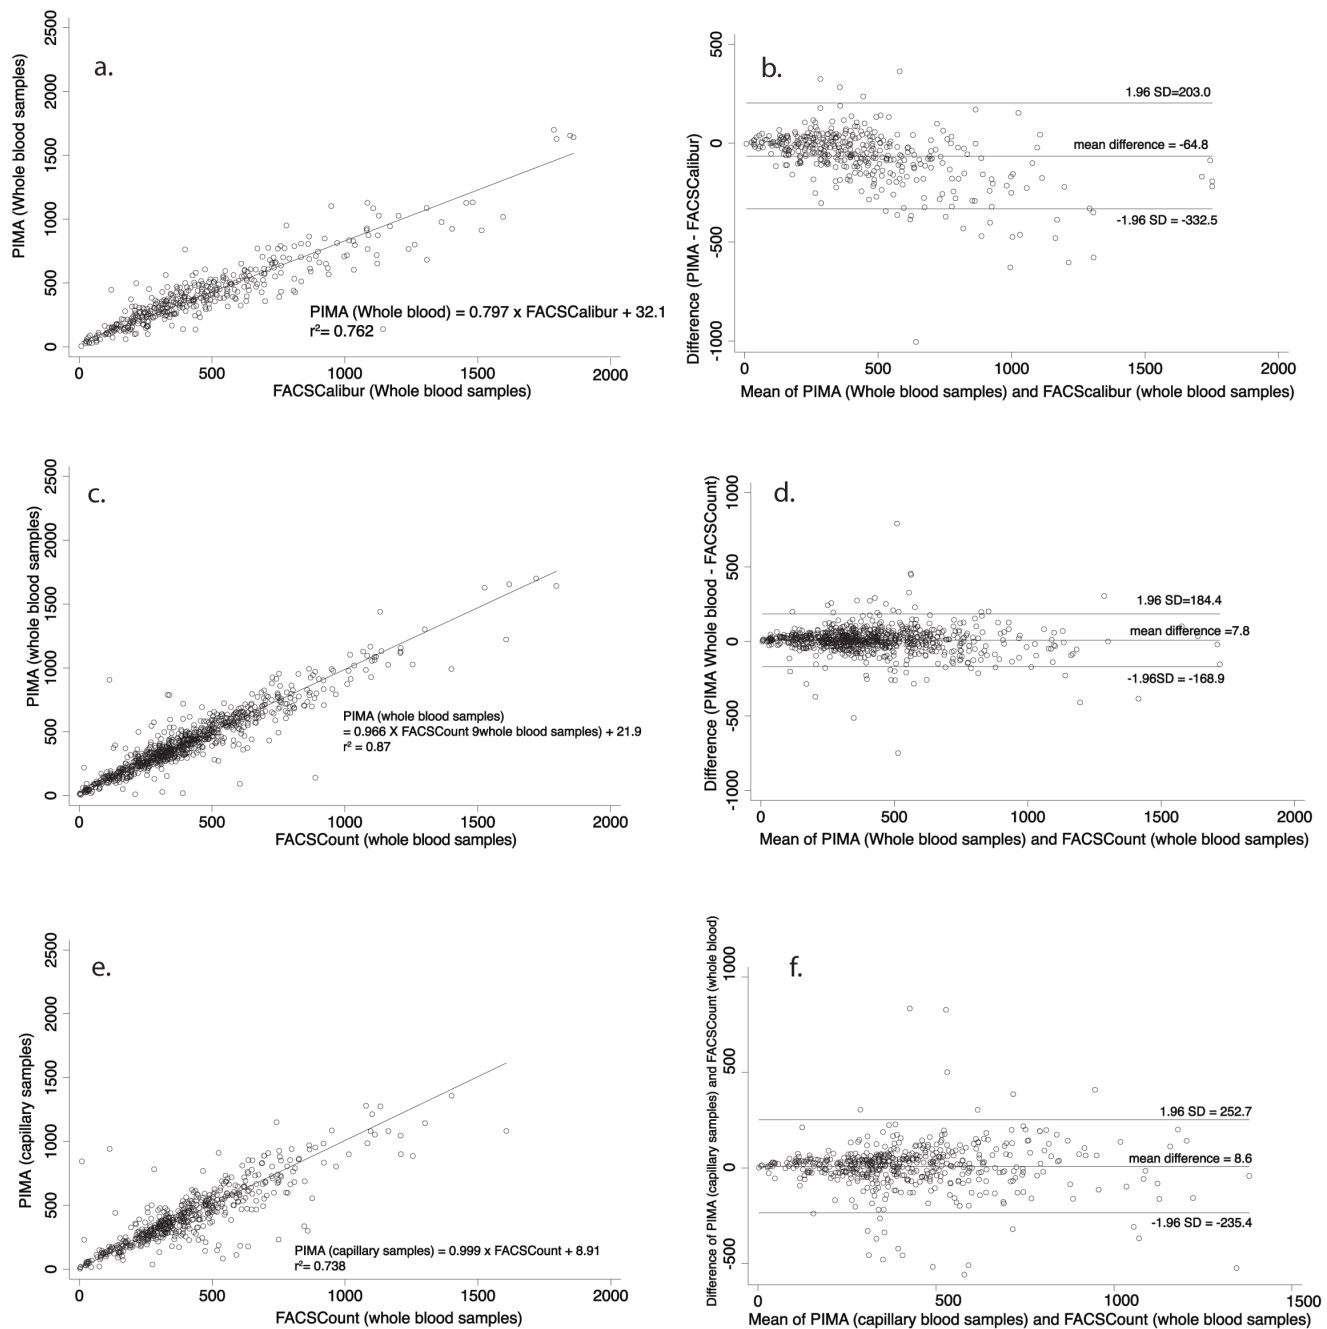 a.
PIMA (Whole blood samples)
2500
2000
1500
1000
500
0
PIMA (Whole blood) = 0.797 x FACSCalibur + 32.1
r²= 0.762
0 500 1000 1500 2000
FACSCalibur (Whole blood samples)
b.
Difference (PIMA - FACSCalibur)
500
0
-500
-1000
1.96 SD=203.0
mean difference = -64.8
-1.96 SD = -332.5
0 500 1000 1500 2000
Mean of PIMA (Whole blood samples) and FACScalibur (whole blood samples)
c.
PIMA (whole blood samples)
2500
2000
1500
1000
500
0
PIMA (whole blood samples)
= 0.966 X FACSCount 9whole blood samples) + 21.9
r² = 0.87
0 500 1000 1500 2000
FACSCount (whole blood samples)
d.
Difference (PIMA Whole blood - FACSCount)
1000
500
0
-500
-1000
1.96 SD=184.4
mean difference =7.8
-1.96SD = -168.9
0 500 1000 1500 2000
Mean of PIMA (Whole blood samples) and FACSCount (whole blood samples)
e.
PIMA (capillary samples)
2500
2000
1500
1000
500
0
PIMA (capillary samples) = 0.999 x FACSCount + 8.91
r²= 0.738
0 500 1000 1500 2000
FACSCount (whole blood samples)
f.
Difference of PIMA (capillary samples) and FACSCount (whole blood)
1000
500
0
-500
1.96 SD = 252.7
mean difference = 8.6
-1.96 SD = -235.4
0 500 1000 1500
Mean of PIMA (capillary blood samples) and FACSCount (whole blood samples)